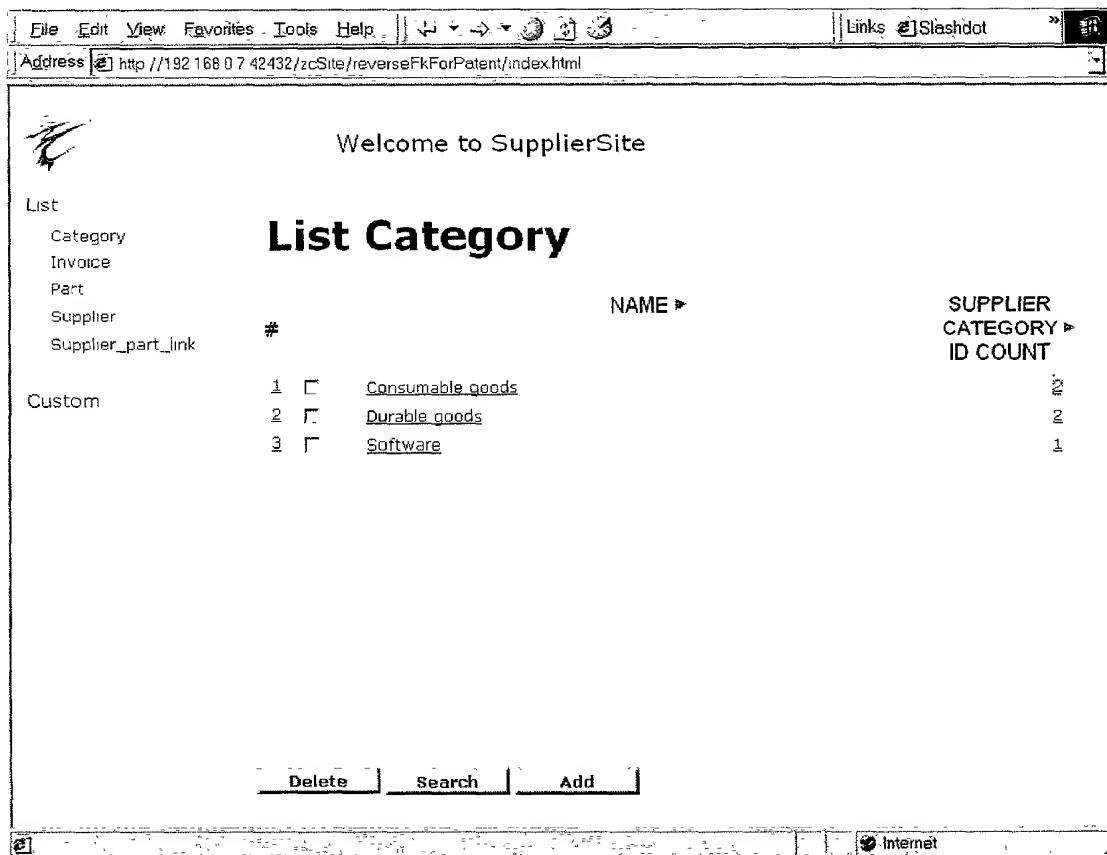 File Edit View Favorites Tools Help Links Slashdot »
Address http //192 168 0 7 42432/zcSite/reverseFkForPatent/index.html
Welcome to SupplierSite
List
Category
Invoice
Part
Supplier
Supplier_part_link
Custom
List Category
# NAME SUPPLIER
CATEGORY
ID COUNT
1 Consumable goods 2
2 Durable goods 2
3 Software 1
Delete Search Add
Internet